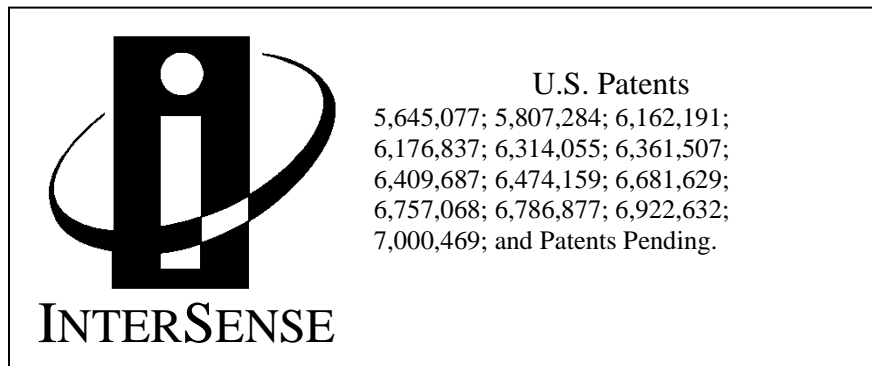 INTERSENSE
U.S. Patents
5,645,077; 5,807,284; 6,162,191;
6,176,837; 6,314,055; 6,361,507;
6,409,687; 6,474,159; 6,681,629;
6,757,068; 6,786,877; 6,922,632;
7,000,469; and Patents Pending.